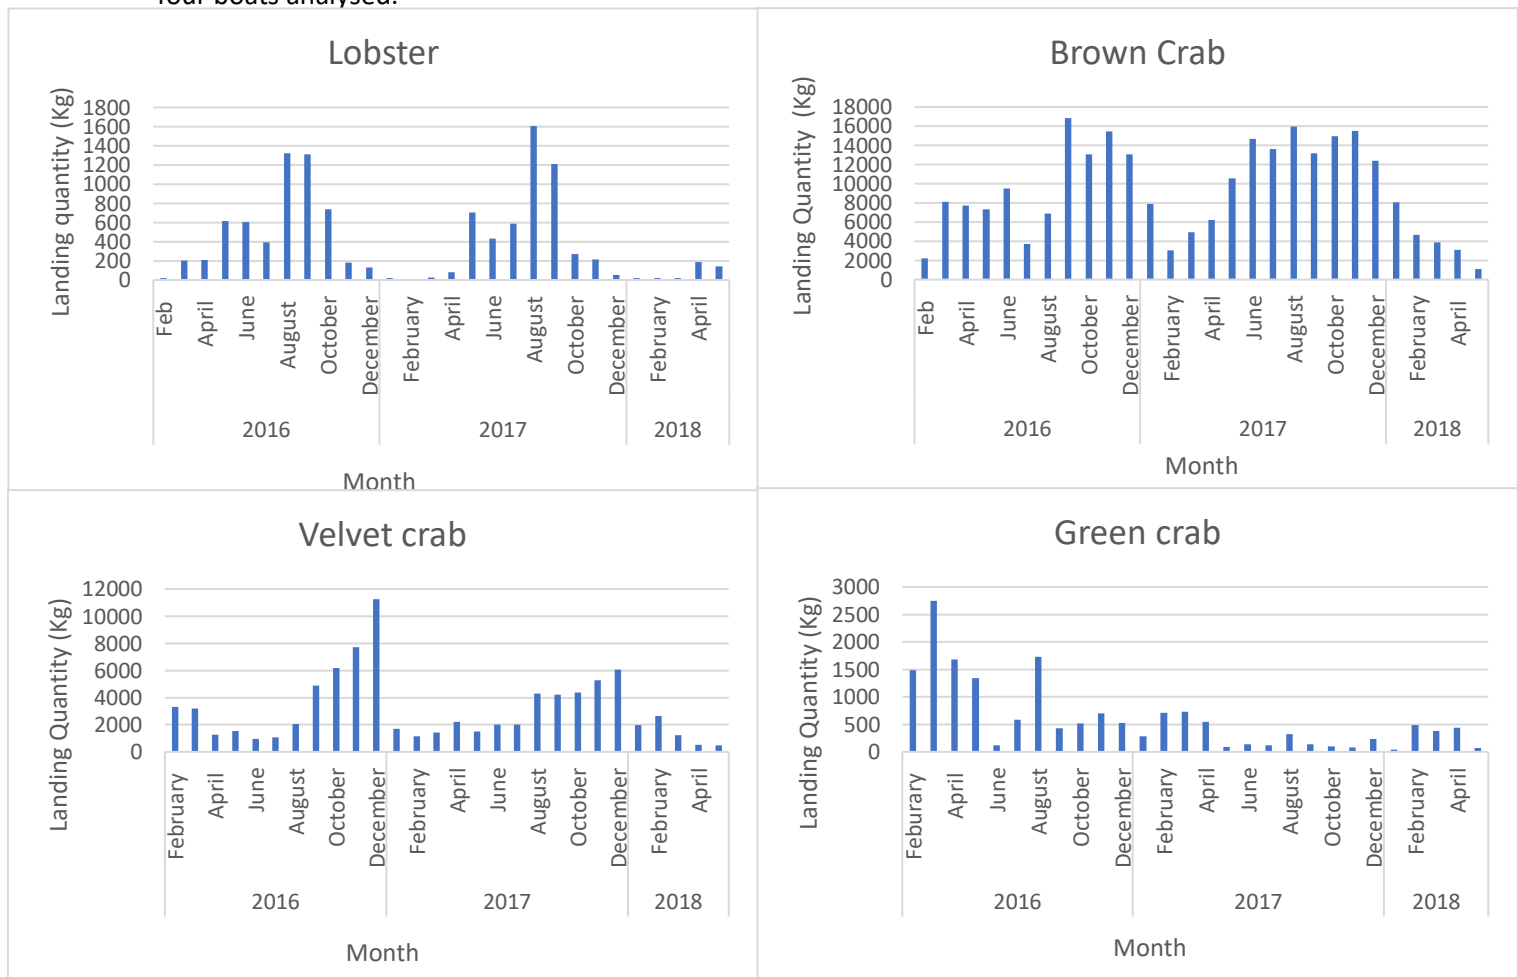 four boats analysed.
Lobster
Landing quantity (Kg)
1800
1600
1400
1200
1000
800
600
400
200
0
Feb
April
June
August
October
December
February
April
June
August
October
December
February
April
2016
2017
2018
Month
Brown Crab
Landing Quantity (Kg)
18000
16000
14000
12000
10000
8000
6000
4000
2000
0
Feb
April
June
August
October
December
February
April
June
August
October
December
February
April
2016
2017
2018
Month
Velvet crab
Landing Quantity (Kg)
12000
10000
8000
6000
4000
2000
0
February
April
June
August
October
December
February
April
June
August
October
December
February
April
2016
2017
2018
Month
Green crab
Landing Quantity (Kg)
3000
2500
2000
1500
1000
500
0
Feburary
April
June
August
October
December
February
April
June
August
October
December
February
April
2016
2017
2018
Month